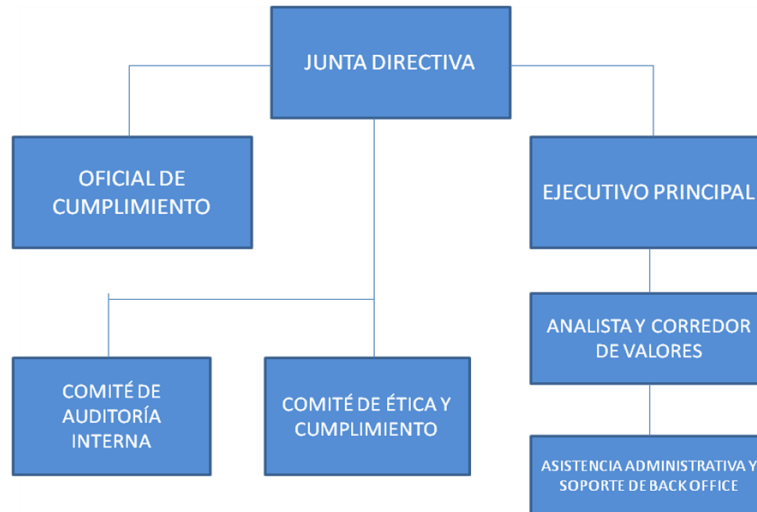 JUNTA DIRECTIVA
OFICIAL DE
CUMPLIMIENTO
EJECUTIVO PRINCIPAL
ANALISTA Y CORREDOR
DE VALORES
COMITÉ DE
AUDITORÍA
INTERNA
COMITÉ DE ÉTICA Y
CUMPLIMIENTO
ASISTENCIA ADMINISTRATIVA Y
SOPORTE DE BACK OFFICE